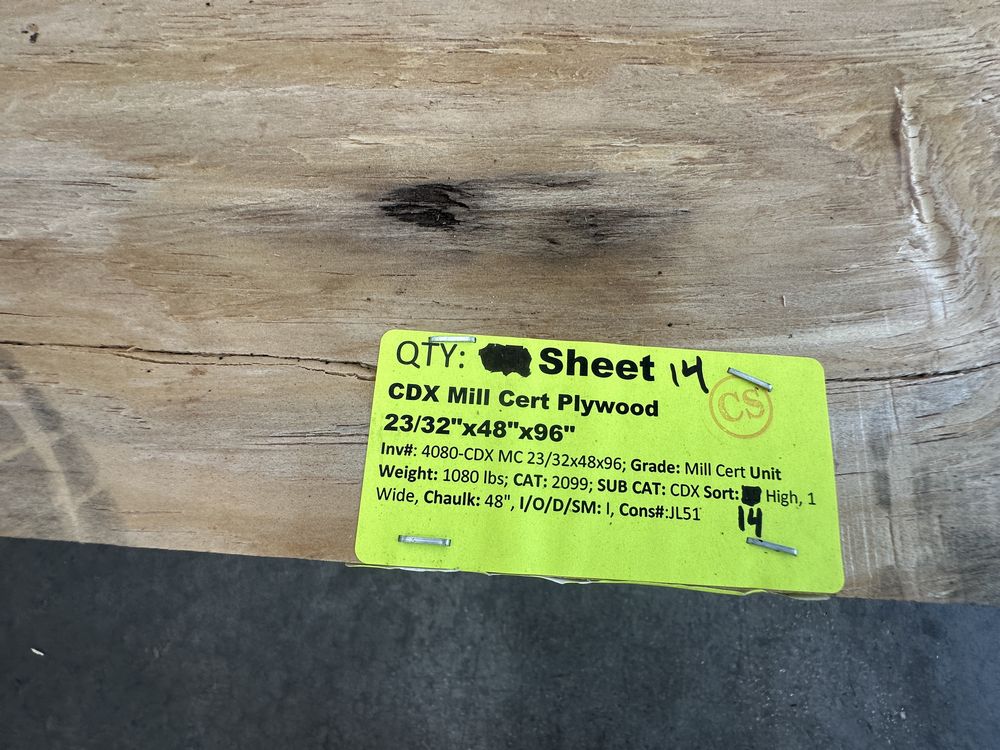 QTY: Sheet 14
CS
CDX Mill Cert Plywood
23/32"x48"x96"
Inv#: 4080-CDX MC 23/32x48x96; Grade: Mill Cert Unit
Weight: 1080 lbs; CAT: 2099; SUB CAT: CDX Sort: High, 1
Wide, Chaulk: 48", I/O/D/SM: I, Cons#:JL51
14